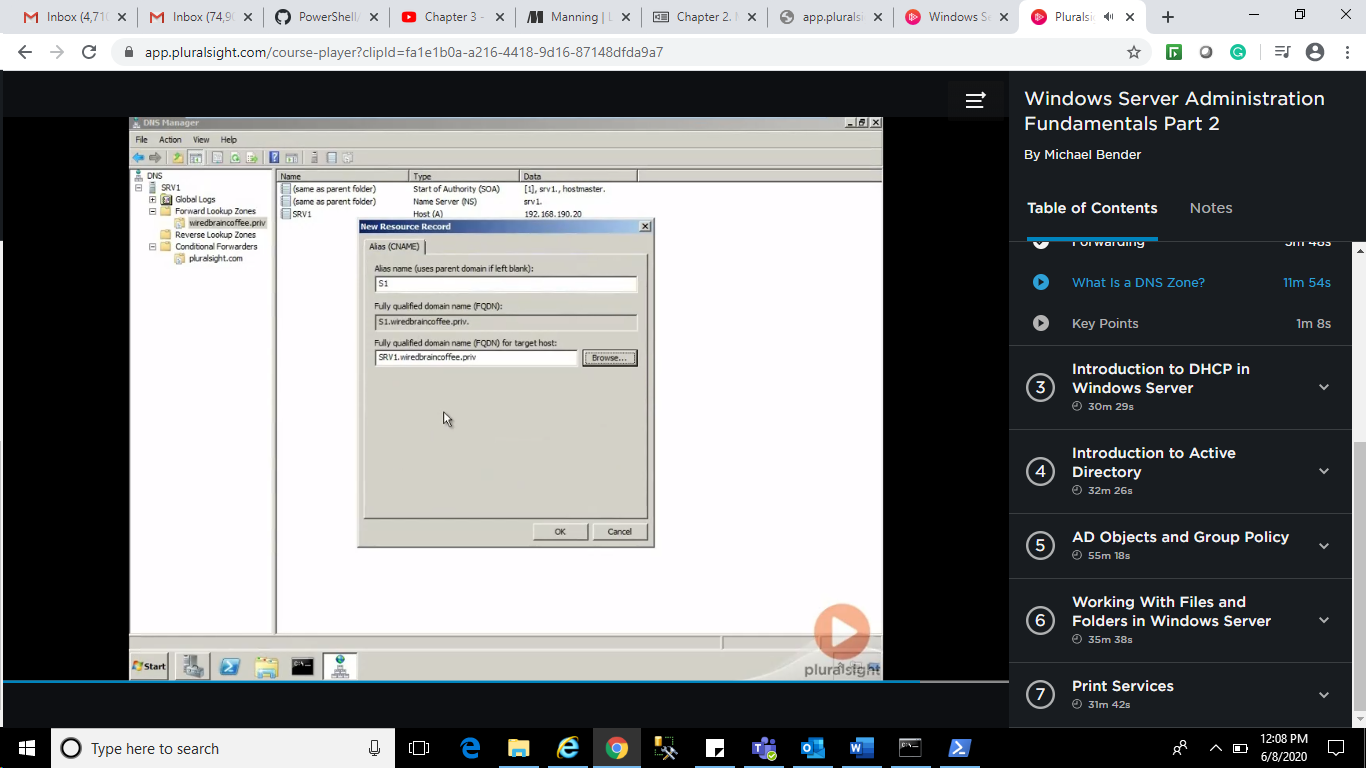 Inbox (4,710
Inbox (74,90
PowerShell/
Chapter 3 -
Manning | L
Chapter 2.
app.plurals
Windows Se
Plurals
app.pluralsight.com/course-player?clipId=fa1e1b0a-a216-4418-9d16-87148dfda9a7
DNS Manager
File Action View Help
DNS
SRV1
Global Logs
Forward Lookup Zones
wiredbraincoffee.priv
Reverse Lookup Zones
Conditional Forwarders
pluralsight.com
Name Type Data
(same as parent folder) Start of Authority (SOA) [1], srv1., hostmaster.
(same as parent folder) Name Server (NS) srv1.
SRV1 Host (A) 192.168.190.20
New Resource Record
Alias (CNAME)
Alias name (uses parent domain if left blank):
S1
Fully qualified domain name (FQDN):
S1.wiredbraincoffee.priv.
Fully qualified domain name (FQDN) for target host:
SRV1.wiredbraincoffee.priv Browse...
OK Cancel
Start
pluralsight
Windows Server Administration
Fundamentals Part 2
By Michael Bender
Table of Contents Notes
Forwarding 5m 48s
What Is a DNS Zone? 11m 54s
Key Points 1m 8s
3 Introduction to DHCP in
Windows Server
30m 29s
4 Introduction to Active
Directory
32m 26s
5 AD Objects and Group Policy
55m 18s
6 Working With Files and
Folders in Windows Server
35m 38s
7 Print Services
31m 42s
Type here to search
12:08 PM
6/8/2020